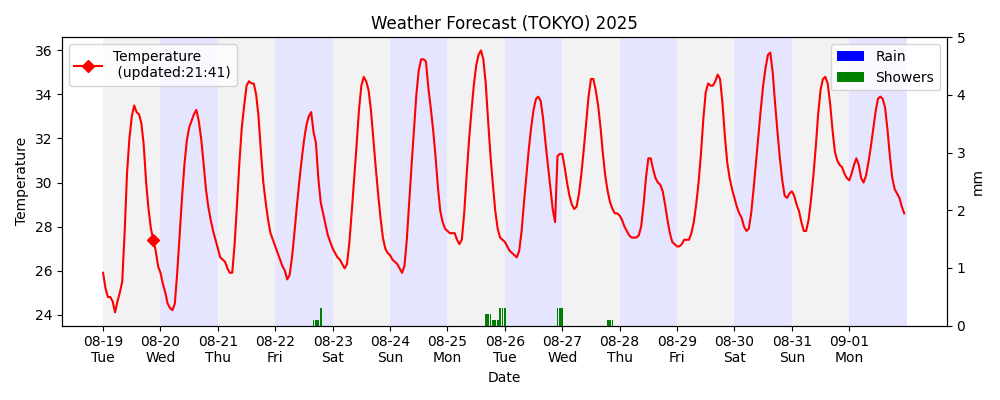 Weather Forecast (TOKYO) 2025
Temperature
(updated:21:41)
Rain
Showers
36
34
32
30
28
26
24
Temperature
5
4
3
2
1
0
mm
08-19 08-20 08-21 08-22 08-23 08-24 08-25 08-26 08-27 08-28 08-29 08-30 08-31 09-01
Tue Wed Thu Fri Sat Sun Mon Tue Wed Thu Fri Sat Sun Mon
Date